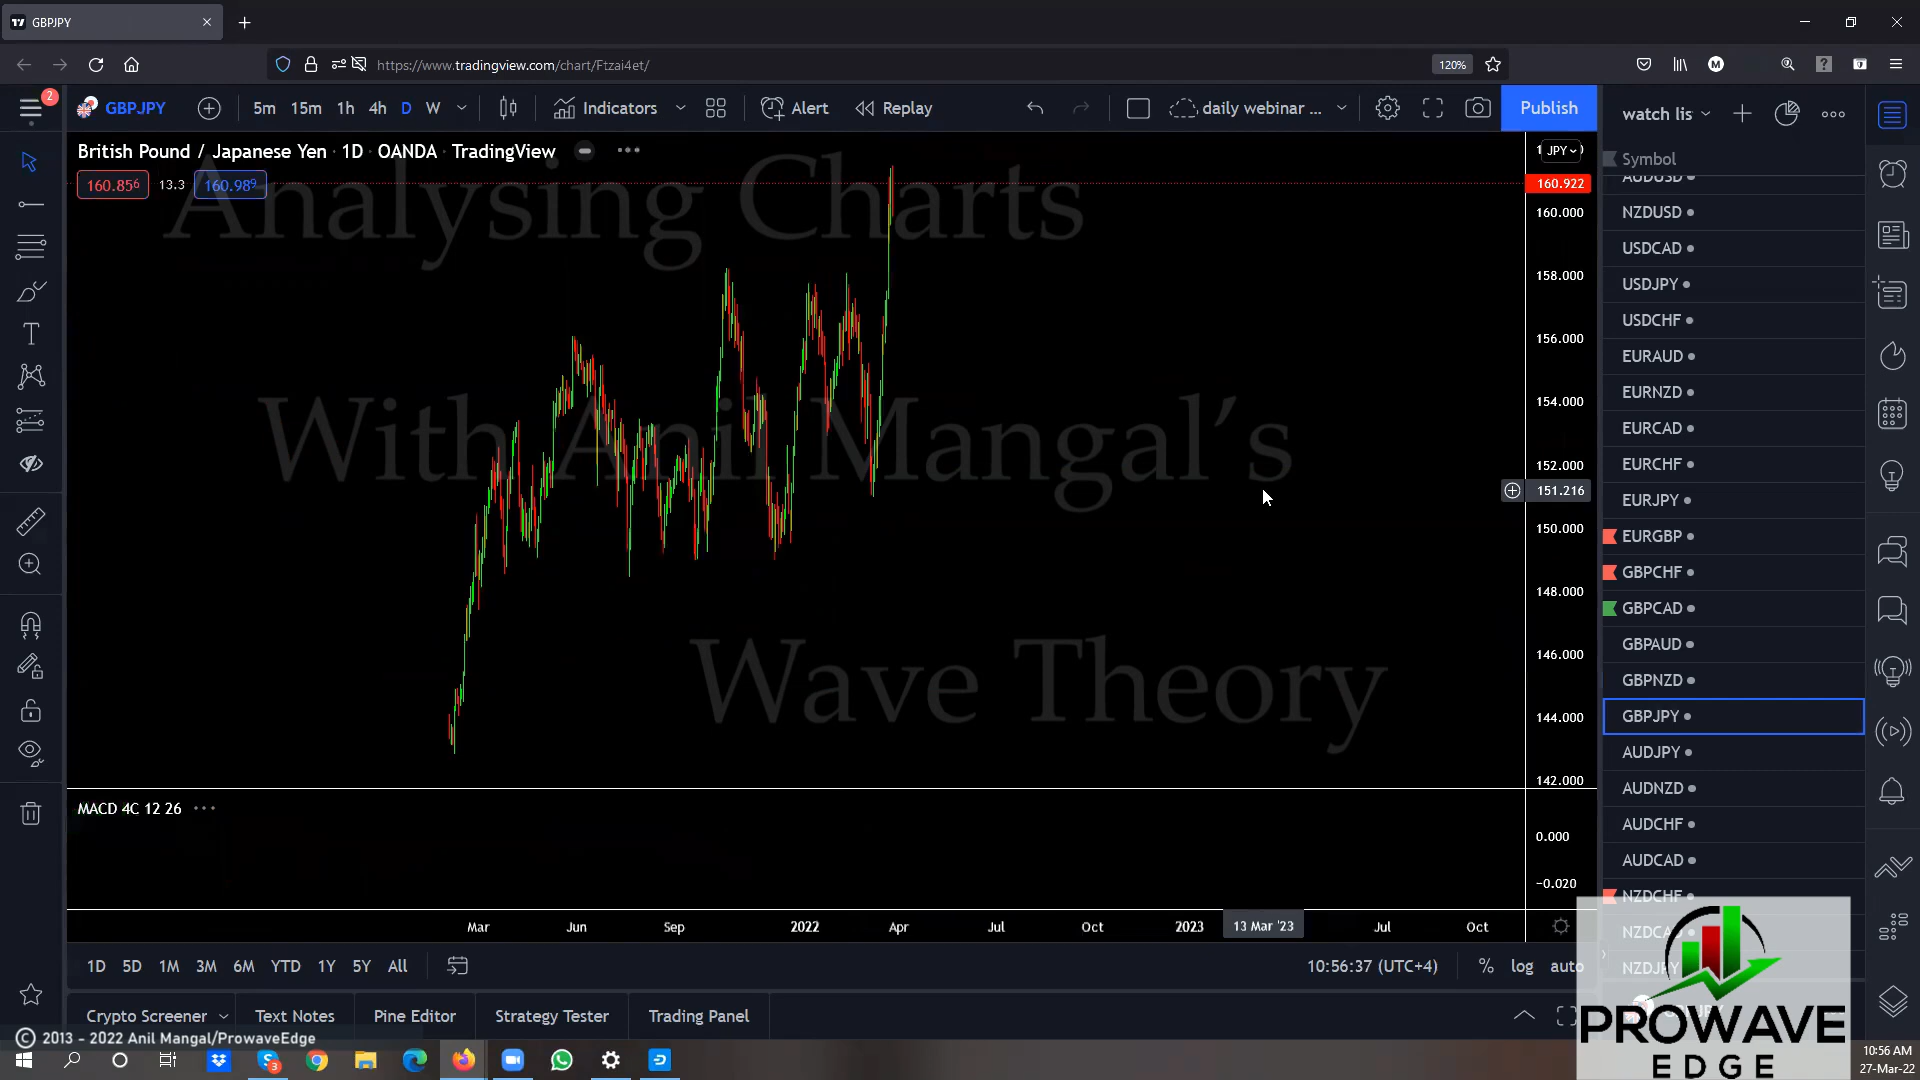 GBPJPY
https://www.tradingview.com/chart/Ftzai4et/
120%
2
GBPJPY
5m 15m 1h 4h D W
Indicators
Alert
Replay
daily webinar ...
Publish
watch lis
British Pound / Japanese Yen · 1D · OANDA · TradingView
JPY
160.856 13.3 160.989
Analysing Charts
With Anil Mangal's
Wave Theory
160.922
160.000
158.000
156.000
154.000
152.000
151.216
150.000
148.000
146.000
144.000
142.000
Symbol
AUDUSD
NZDUSD
USDCAD
USDJPY
USDCHF
EURAUD
EURNZD
EURCAD
EURCHF
EURJPY
EURGBP
GBPCHF
GBPCAD
GBPAUD
GBPNZD
GBPJPY
AUDJPY
AUDNZD
AUDCHF
AUDCAD
NZDCHF
NZDCAD
NZDJPY
MACD 4C 12 26
0.000
−0.020
Mar Jun Sep 2022 Apr Jul Oct 2023 13 Mar '23 Jul Oct
1D 5D 1M 3M 6M YTD 1Y 5Y All
10:56:37 (UTC+4)
% log auto
Crypto Screener Text Notes Pine Editor Strategy Tester Trading Panel
© 2013 - 2022 Anil Mangal/ProwaveEdge
PROWAVE
EDGE
3
10:56 AM
27-Mar-22